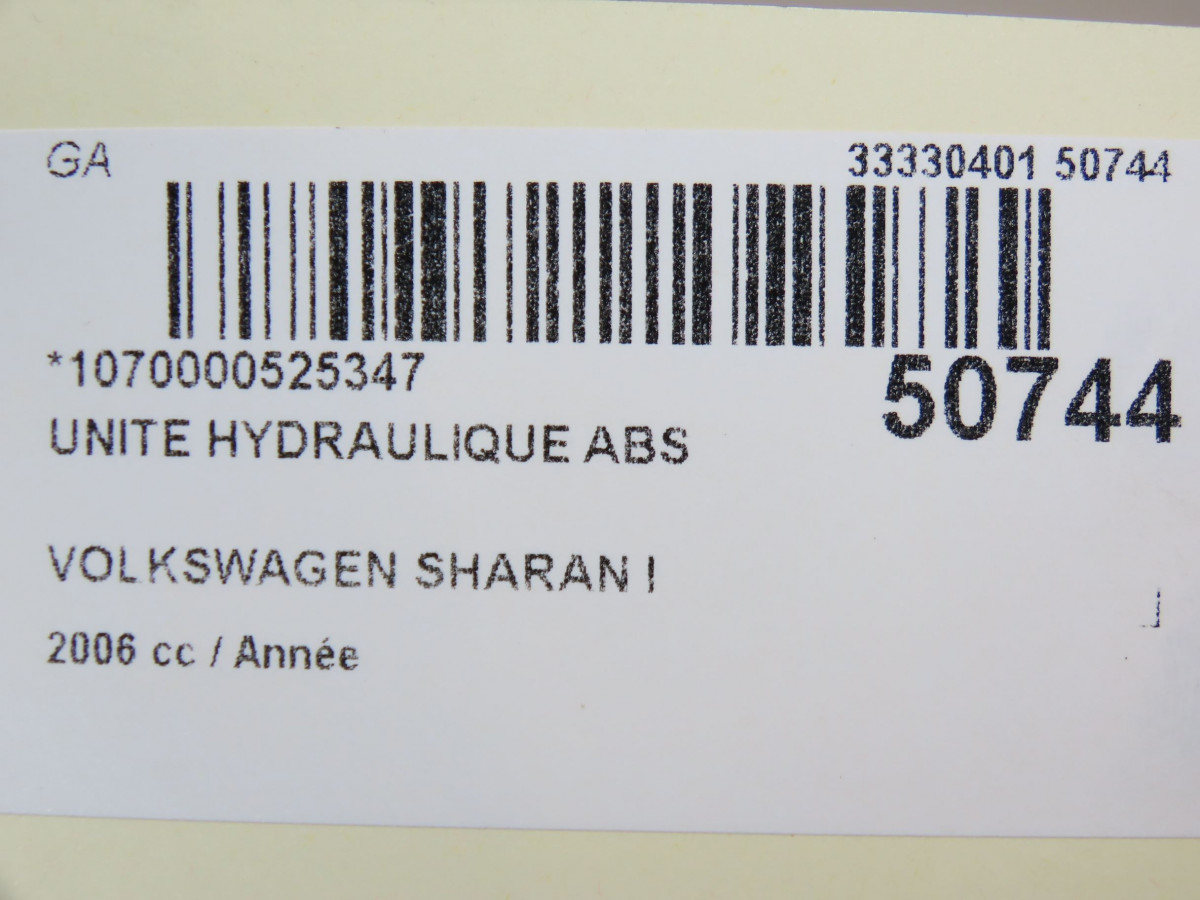 GA
33330401 50744
*1070000525347
50744
UNITE HYDRAULIQUE ABS
VOLKSWAGEN SHARAN I
2006 cc / Année